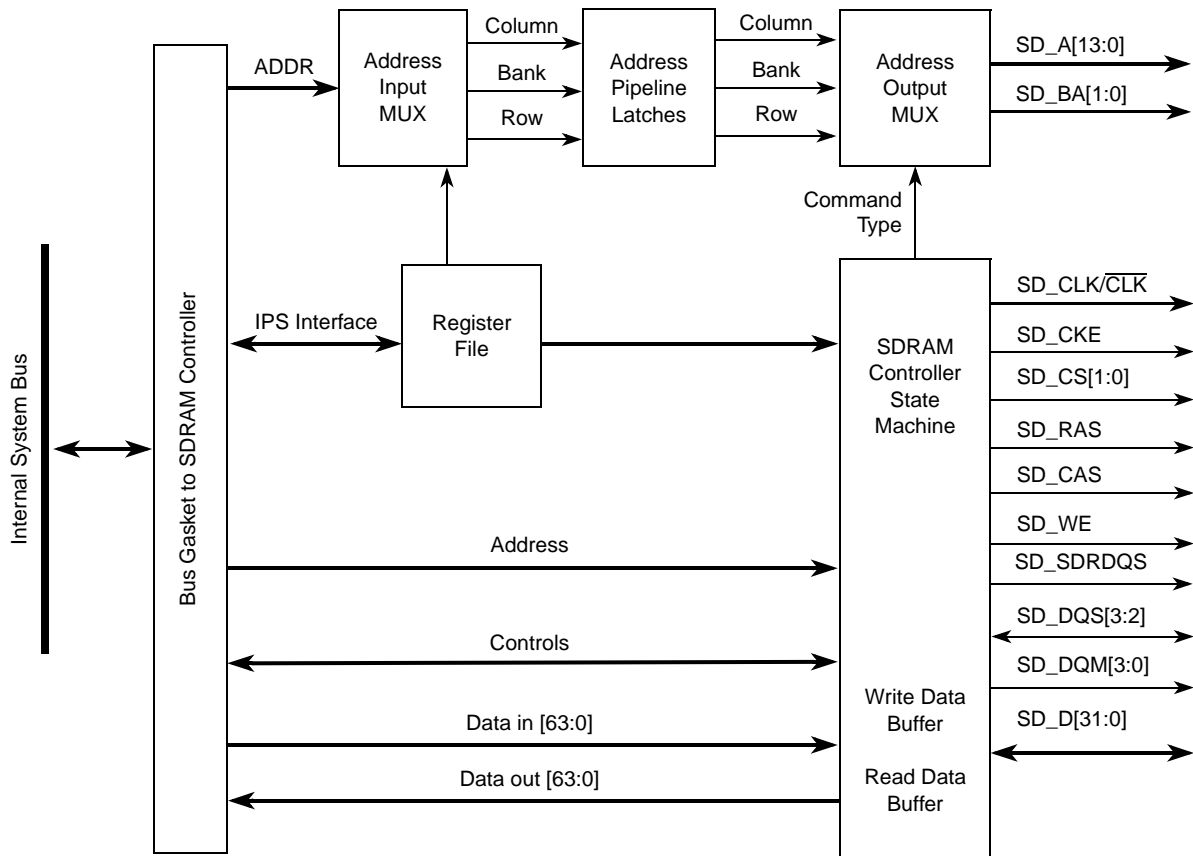 Internal System Bus
Bus Gasket to SDRAM Controller
ADDR
Address
Input
MUX
Column
Bank
Row
Address
Pipeline
Latches
Column
Bank
Row
Address
Output
MUX
SD_A[13:0]
SD_BA[1:0]
Command
Type
IPS Interface
Register
File
SDRAM
Controller
State
Machine
Address
Controls
Data in [63:0]
Data out [63:0]
Write Data
Buffer
Read Data
Buffer
SD_CLK/C̅L̅K̅
SD_CKE
SD_CS[1:0]
SD_RAS
SD_CAS
SD_WE
SD_SDRDQS
SD_DQS[3:2]
SD_DQM[3:0]
SD_D[31:0]